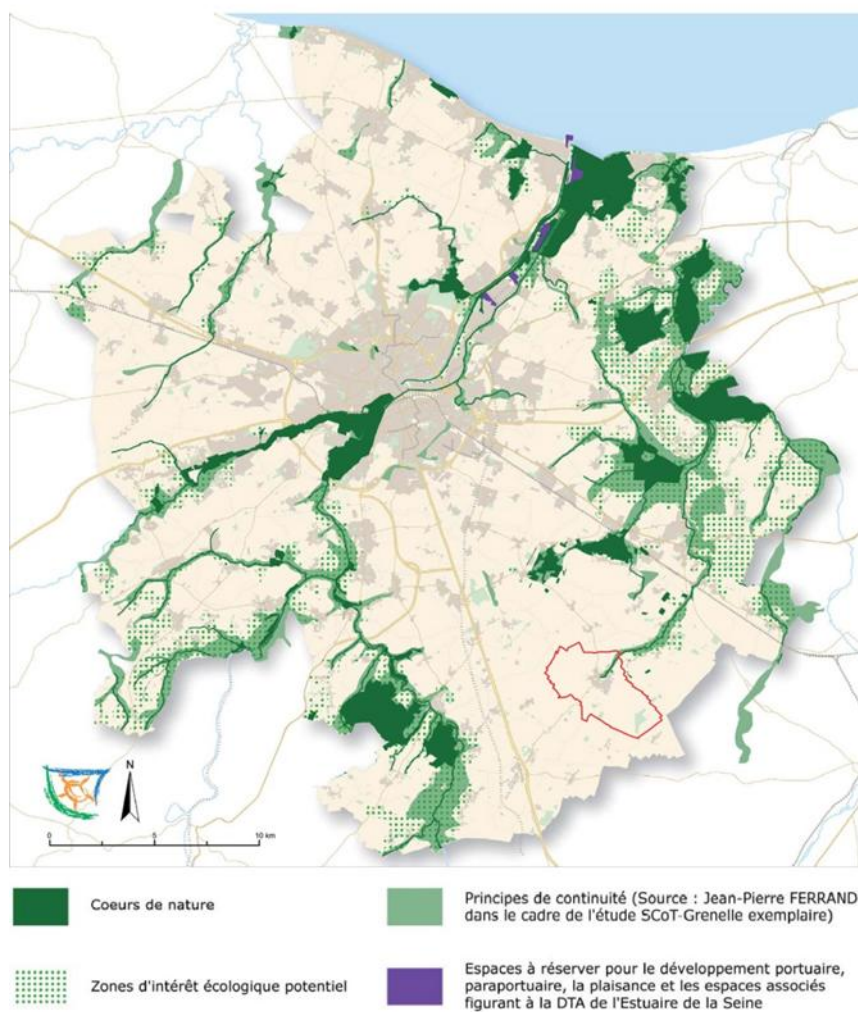 N
0 5 10 km
Coeurs de nature
Principes de continuité (Source : Jean-Pierre FERRAND
dans le cadre de l'étude SCoT-Grenelle exemplaire)
Zones d'intérêt écologique potentiel
Espaces à réserver pour le développement portuaire,
paraportuaire, la plaisance et les espaces associés
figurant à la DTA de l'Estuaire de la Seine